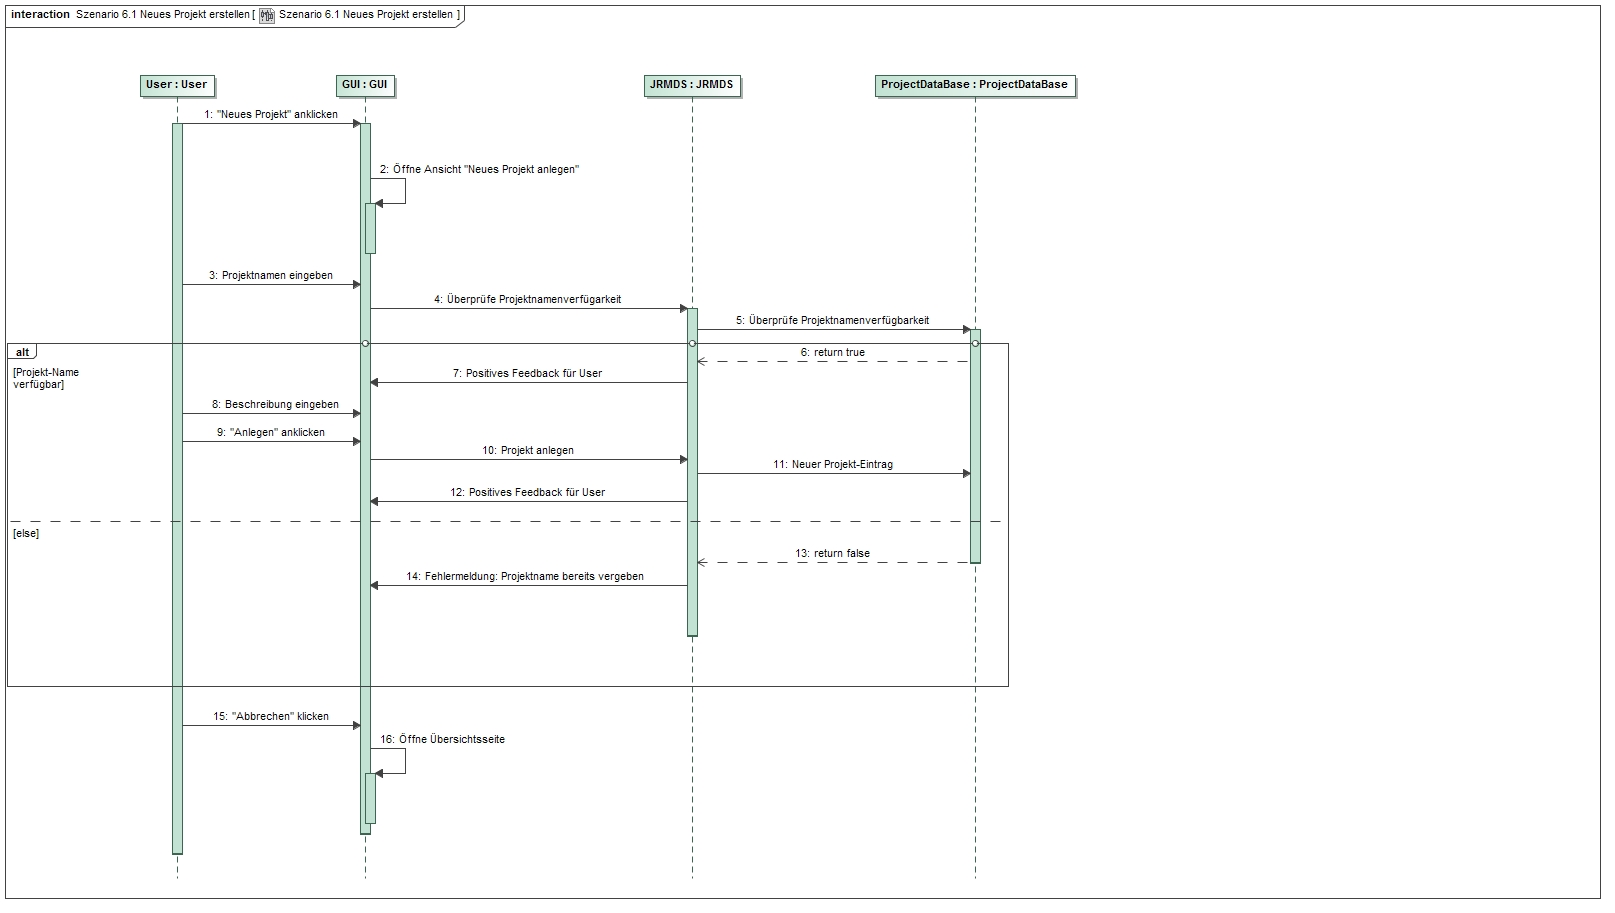 interaction Szenario 6.1 Neues Projekt erstellen [ Szenario 6.1 Neues Projekt erstellen ]
User : User
GUI : GUI
JRMDS : JRMDS
ProjectDataBase : ProjectDataBase
1: "Neues Projekt" anklicken
2: Öffne Ansicht "Neues Projekt anlegen"
3: Projektnamen eingeben
4: Überprüfe Projektnamenverfügarkeit
5: Überprüfe Projektnamenverfügbarkeit
alt
6: return true
[Projekt-Name
verfügbar]
7: Positives Feedback für User
8: Beschreibung eingeben
9: "Anlegen" anklicken
10: Projekt anlegen
11: Neuer Projekt-Eintrag
12: Positives Feedback für User
[else]
13: return false
14: Fehlermeldung: Projektname bereits vergeben
15: "Abbrechen" klicken
16: Öffne Übersichtsseite